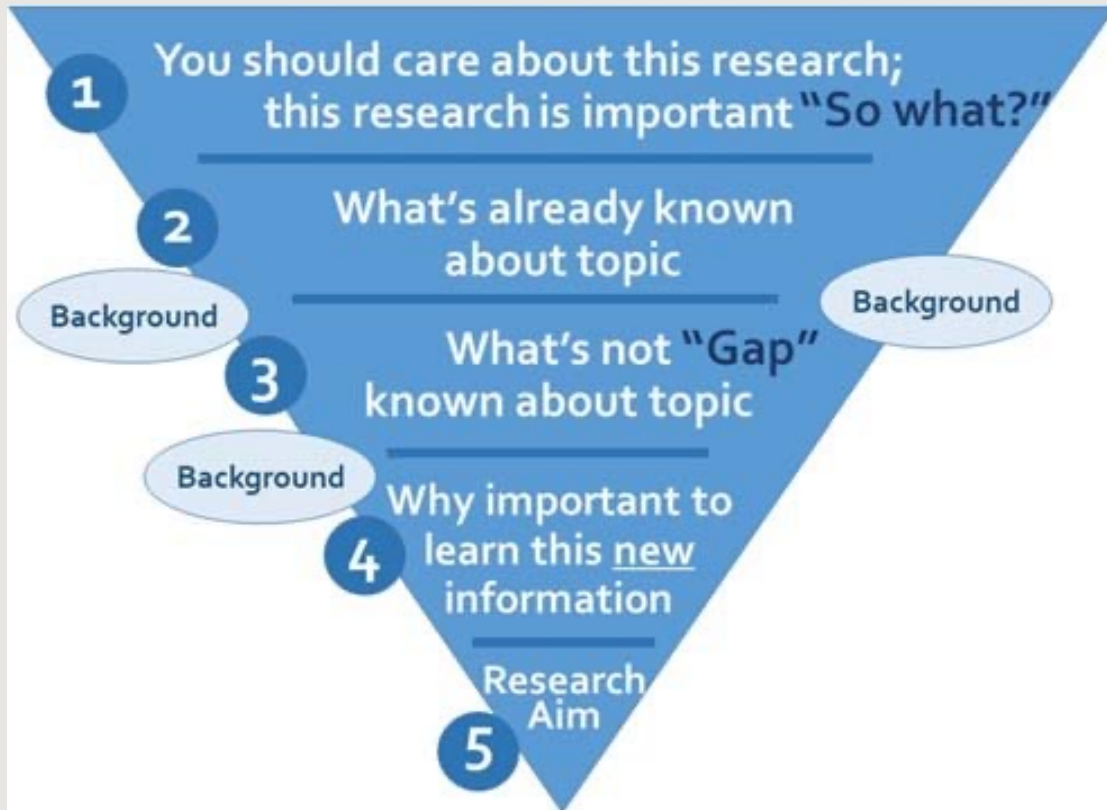 1
You should care about this research;
this research is important "So what?"
2
What's already known
about topic
Background
Background
3
What's not "Gap"
known about topic
Background
4
Why important to
learn this new
information
5
Research
Aim